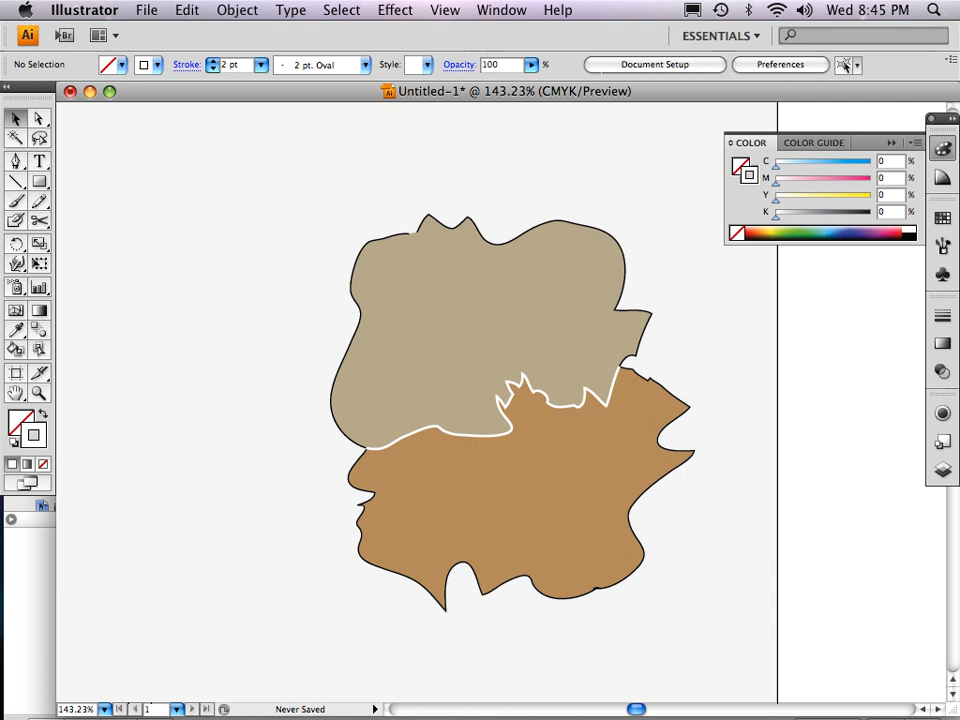 Illustrator File Edit Object Type Select Effect View Window Help Wed 8:45 PM
Ai Br ESSENTIALS
No Selection Stroke: 2 pt - 2 pt. Oval Style: Opacity: 100 % Document Setup Preferences
Untitled-1* @ 143.23% (CMYK/Preview)
COLOR COLOR GUIDE
C 0 %
M 0 %
Y 0 %
K 0 %
T
143.23% 1 Never Saved